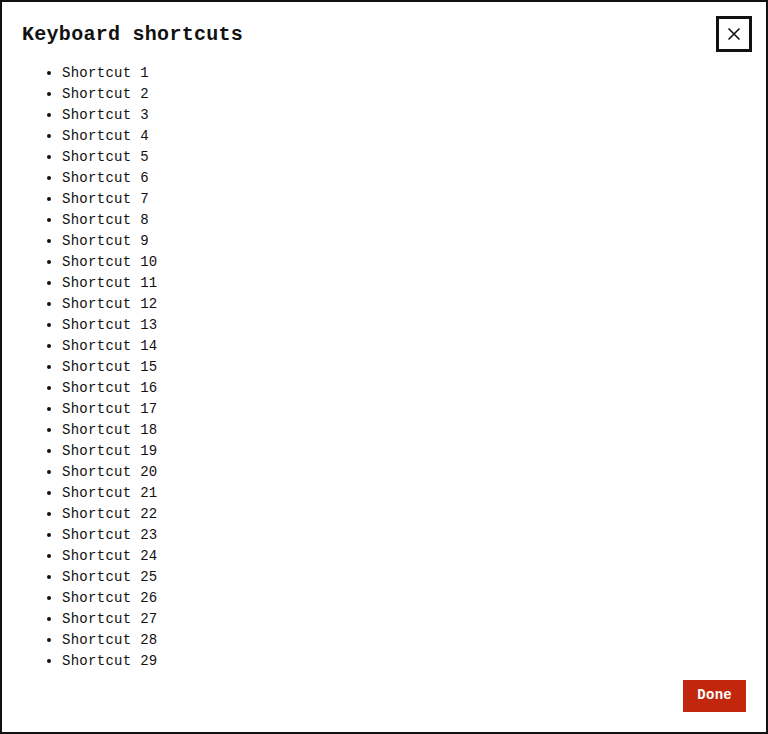 Keyboard shortcuts
Shortcut 1
Shortcut 2
Shortcut 3
Shortcut 4
Shortcut 5
Shortcut 6
Shortcut 7
Shortcut 8
Shortcut 9
Shortcut 10
Shortcut 11
Shortcut 12
Shortcut 13
Shortcut 14
Shortcut 15
Shortcut 16
Shortcut 17
Shortcut 18
Shortcut 19
Shortcut 20
Shortcut 21
Shortcut 22
Shortcut 23
Shortcut 24
Shortcut 25
Shortcut 26
Shortcut 27
Shortcut 28
Shortcut 29
Done